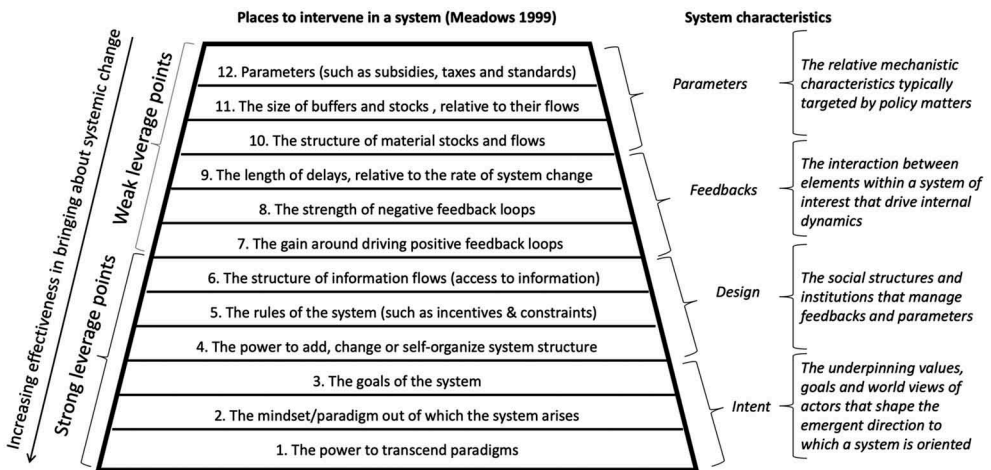 Places to intervene in a system (Meadows 1999)
System characteristics
Increasing effectiveness in bringing about systemic change
Weak leverage points
Strong leverage points
12. Parameters (such as subsidies, taxes and standards)
11. The size of buffers and stocks , relative to their flows
10. The structure of material stocks and flows
9. The length of delays, relative to the rate of system change
8. The strength of negative feedback loops
7. The gain around driving positive feedback loops
6. The structure of information flows (access to information)
5. The rules of the system (such as incentives & constraints)
4. The power to add, change or self-organize system structure
3. The goals of the system
2. The mindset/paradigm out of which the system arises
1. The power to transcend paradigms
Parameters
The relative mechanistic
characteristics typically
targeted by policy matters
Feedbacks
The interaction between
elements within a system of
interest that drive internal
dynamics
Design
The social structures and
institutions that manage
feedbacks and parameters
Intent
The underpinning values,
goals and world views of
actors that shape the
emergent direction to
which a system is oriented